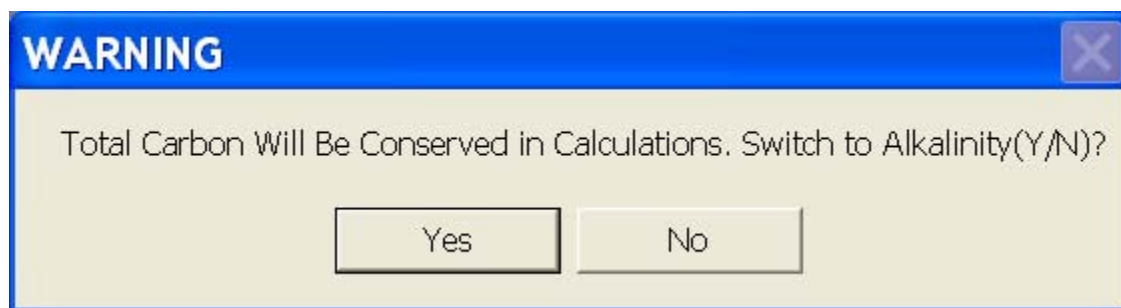 WARNING
Total Carbon Will Be Conserved in Calculations. Switch to Alkalinity(Y/N)?
Yes
No